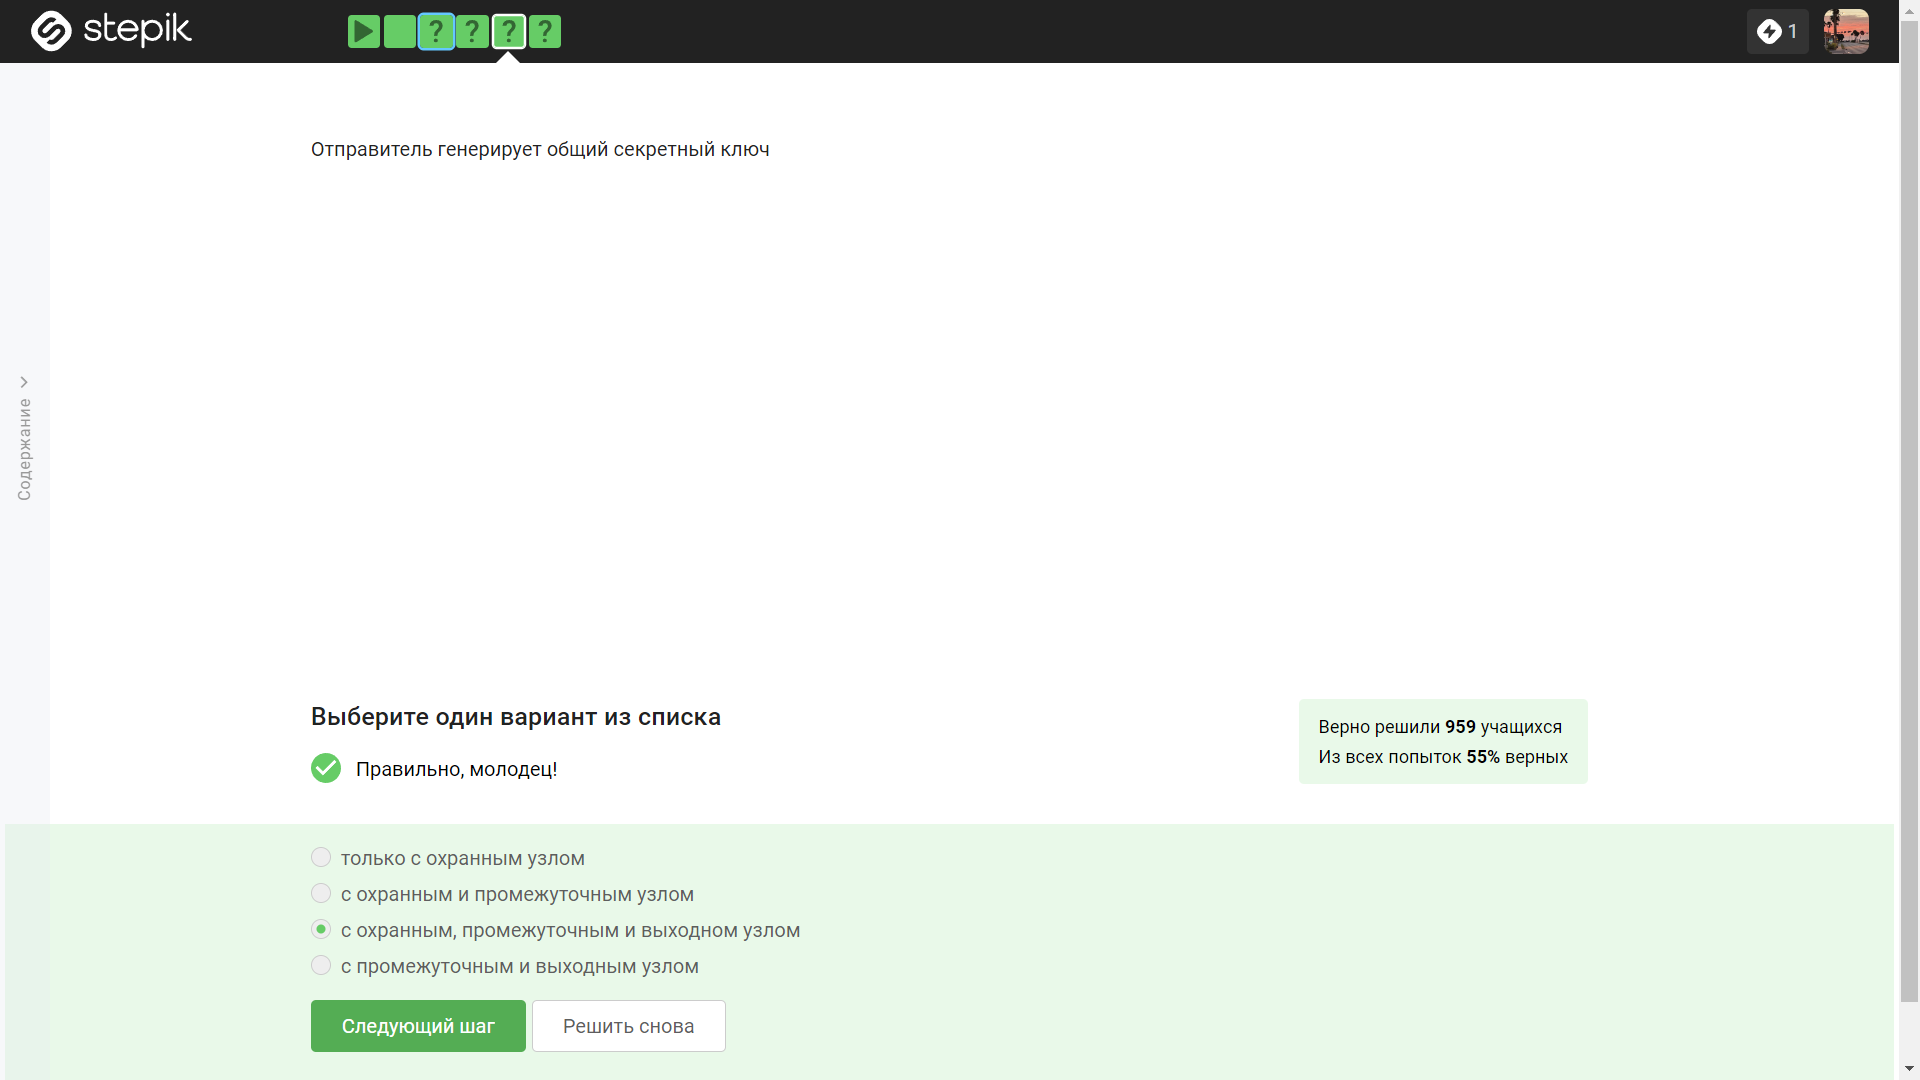 stepik
? ? ? ?
1
Содержание
Отправитель генерирует общий секретный ключ
Выберите один вариант из списка
Правильно, молодец!
Верно решили 959 учащихся
Из всех попыток 55% верных
только с охранным узлом
с охранным и промежуточным узлом
с охранным, промежуточным и выходном узлом
с промежуточным и выходным узлом
Следующий шаг
Решить снова